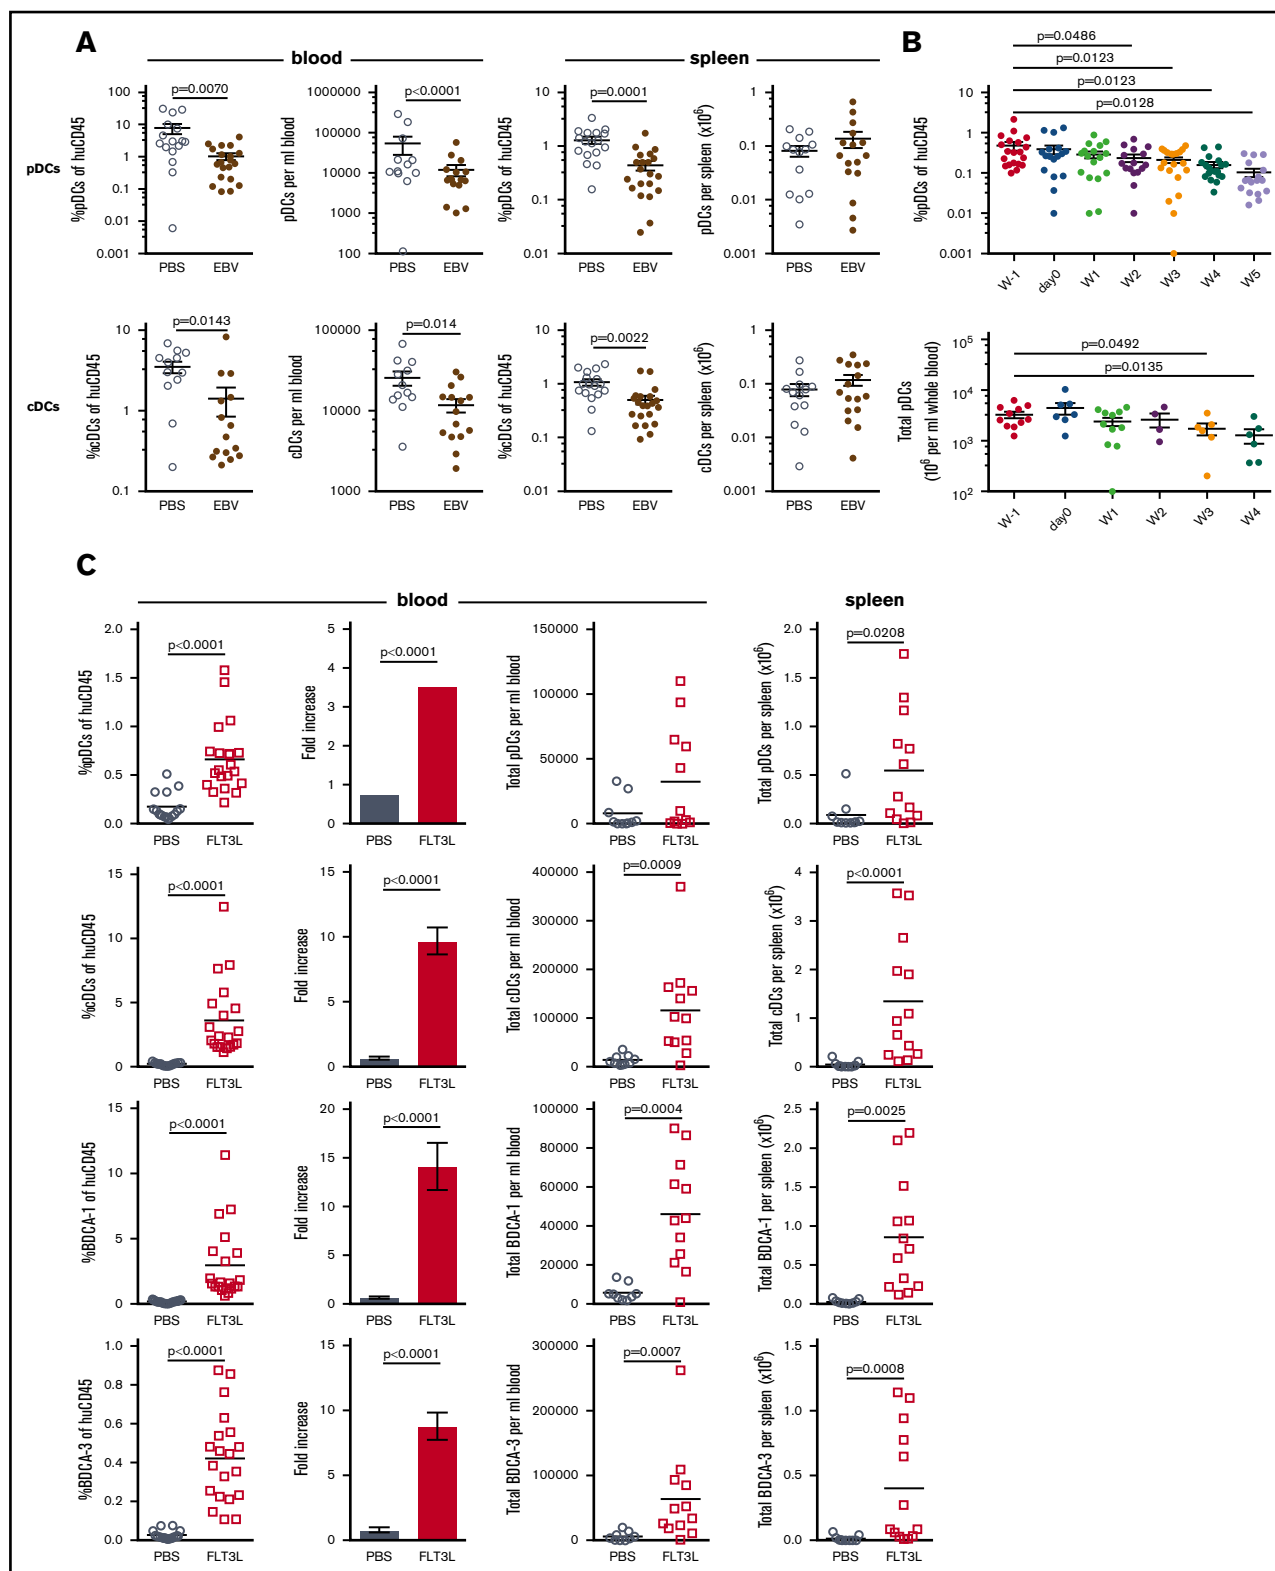 A
blood
spleen
B
pDCs
%pDCs of huCD45
100
10
1
0.1
0.01
0.001
p=0.0070
PBS
EBV
pDCs per ml blood
1000000
100000
10000
1000
100
p<0.0001
PBS
EBV
%pDCs of huCD45
10
1
0.1
0.01
p=0.0001
PBS
EBV
pDCs per spleen (x10⁶)
1
0.1
0.01
0.001
PBS
EBV
%pDCs of huCD45
10
1
0.1
0.01
0.001
p=0.0486
p=0.0123
p=0.0123
p=0.0128
W-1
day0
W1
W2
W3
W4
W5
cDCs
%cDCs of huCD45
10
1
0.1
p=0.0143
PBS
EBV
cDCs per ml blood
100000
10000
1000
p=0.014
PBS
EBV
%cDCs of huCD45
10
1
0.1
0.01
p=0.0022
PBS
EBV
cDCs per spleen (x10⁶)
1
0.1
0.01
0.001
PBS
EBV
Total pDCs
(10⁶ per ml whole blood)
10⁵
10⁴
10³
10²
p=0.0492
p=0.0135
W-1
day0
W1
W2
W3
W4
C
blood
spleen
%pDCs of huCD45
2.0
1.5
1.0
0.5
0.0
p<0.0001
PBS
FLT3L
Fold increase
5
4
3
2
1
0
p<0.0001
PBS
FLT3L
Total pDCs per ml blood
150000
100000
50000
0
PBS
FLT3L
Total pDCs per spleen (x10⁶)
2.0
1.5
1.0
0.5
0.0
p=0.0208
PBS
FLT3L
%cDCs of huCD45
15
10
5
0
p<0.0001
PBS
FLT3L
Fold increase
15
10
5
0
p<0.0001
PBS
FLT3L
Total cDCs per ml blood
400000
300000
200000
100000
0
p=0.0009
PBS
FLT3L
Total cDCs per spleen (x10⁶)
4
3
2
1
0
p<0.0001
PBS
FLT3L
%BDCA-1 of huCD45
15
10
5
0
p<0.0001
PBS
FLT3L
Fold increase
20
15
10
5
0
p<0.0001
PBS
FLT3L
Total BDCA-1 per ml blood
100000
80000
60000
40000
20000
0
p=0.0004
PBS
FLT3L
Total BDCA-1 per spleen (x10⁶)
2.5
2.0
1.5
1.0
0.5
0.0
p=0.0025
PBS
FLT3L
%BDCA-3 of huCD45
1.0
0.8
0.6
0.4
0.2
0.0
p<0.0001
PBS
FLT3L
Fold increase
15
10
5
0
p<0.0001
PBS
FLT3L
Total BDCA-3 per ml blood
300000
200000
100000
0
p=0.0007
PBS
FLT3L
Total BDCA-3 per spleen (x10⁶)
1.5
1.0
0.5
0.0
p=0.0008
PBS
FLT3L